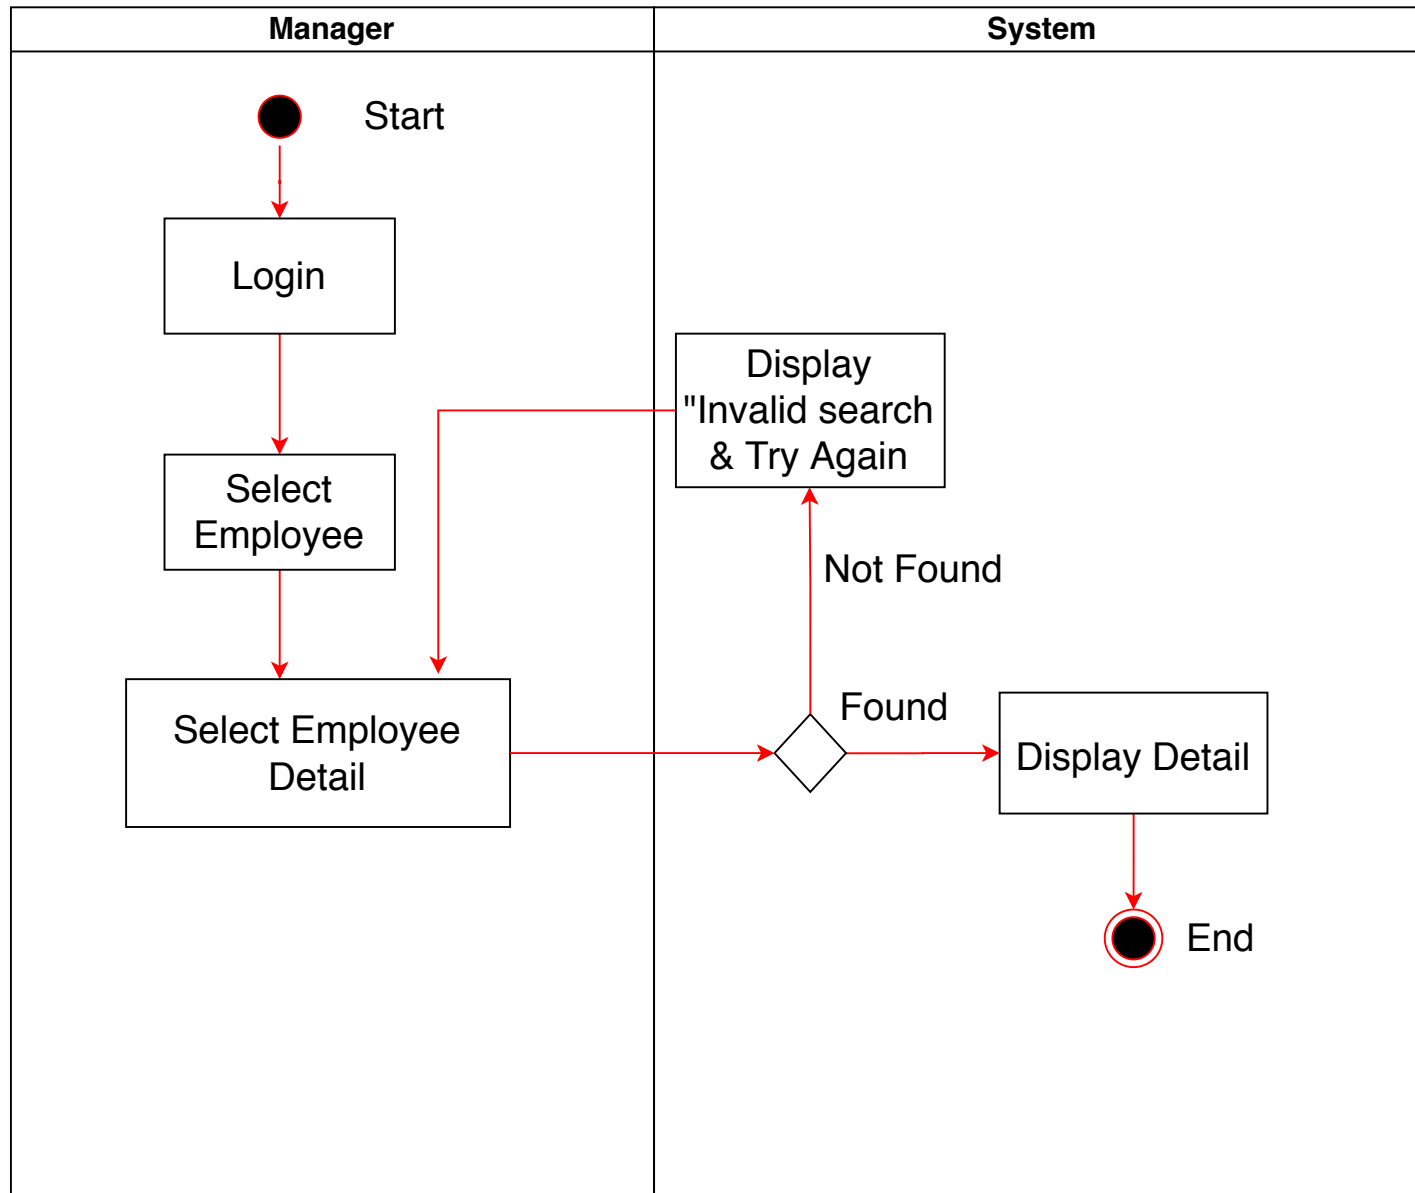 Manager
System
Start
Login
Display
"Invalid search
& Try Again
Select
Employee
Not Found
Select Employee
Detail
Found
Display Detail
End